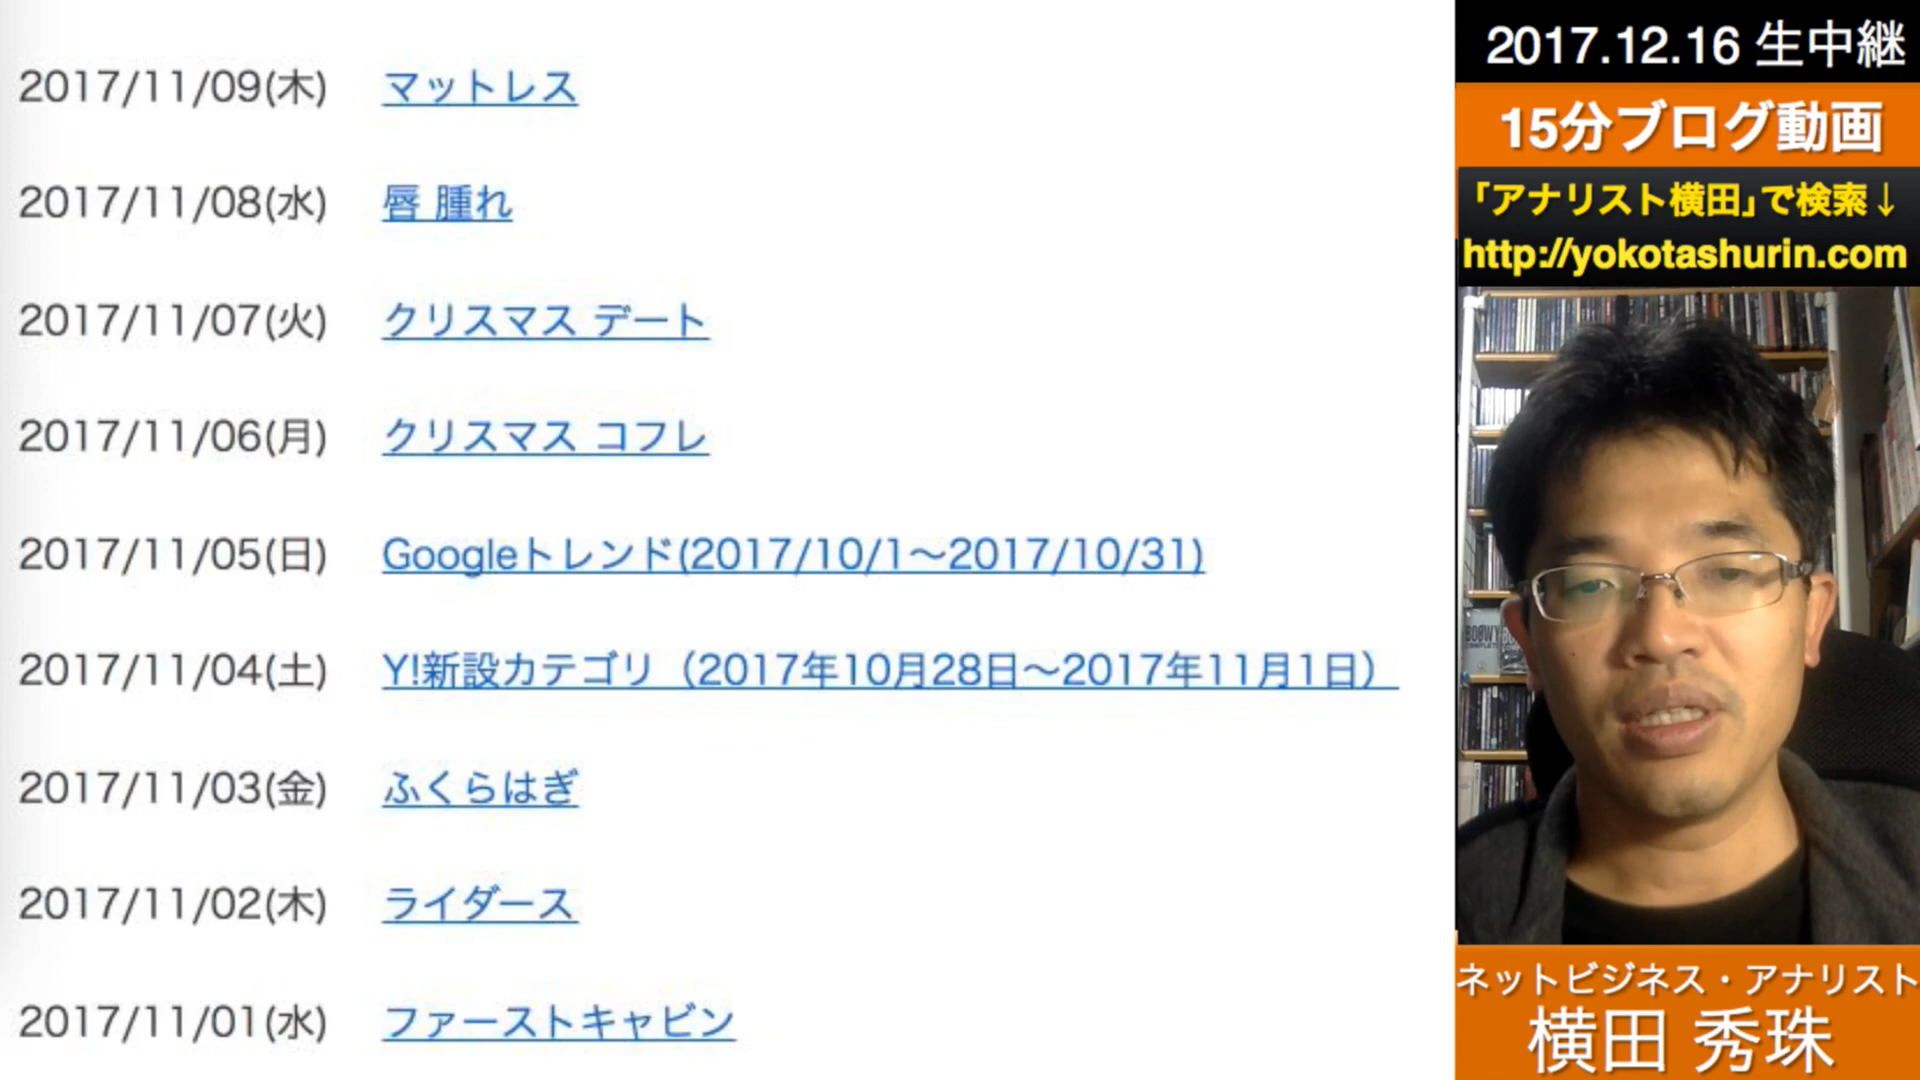 2017/11/09(木) マットレス
2017/11/08(水) 唇 腫れ
2017/11/07(火) クリスマス デート
2017/11/06(月) クリスマス コフレ
2017/11/05(日) Googleトレンド(2017/10/1～2017/10/31)
2017/11/04(土) Y!新設カテゴリ（2017年10月28日～2017年11月1日）
2017/11/03(金) ふくらはぎ
2017/11/02(木) ライダース
2017/11/01(水) ファーストキャビン
2017.12.16 生中継
15分ブログ動画
「アナリスト横田」で検索↓
http://yokotashurin.com
BOØWY
ネットビジネス・アナリスト
横田 秀珠